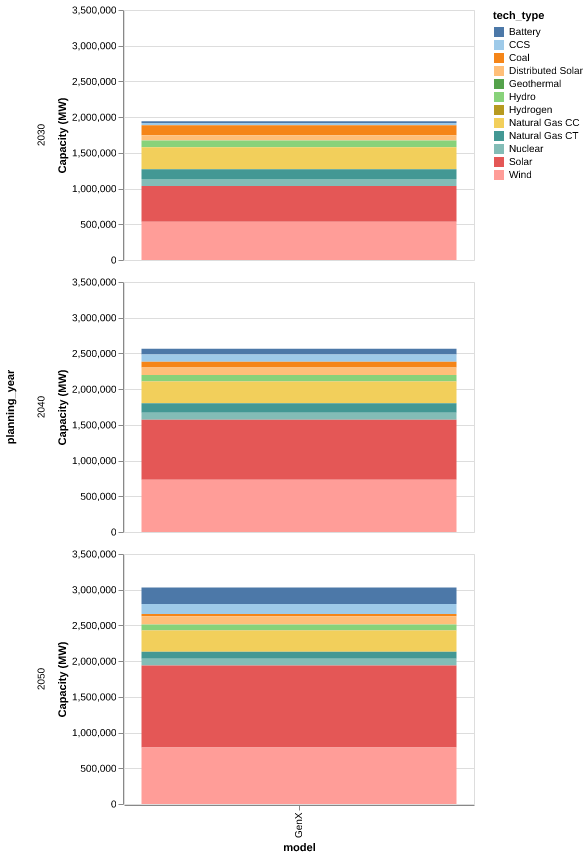 tech_type
Battery
CCS
Coal
Distributed Solar
Geothermal
Hydro
Hydrogen
Natural Gas CC
Natural Gas CT
Nuclear
Solar
Wind
planning_year
2030
Capacity (MW)
3,500,000
3,000,000
2,500,000
2,000,000
1,500,000
1,000,000
500,000
0
2040
Capacity (MW)
3,500,000
3,000,000
2,500,000
2,000,000
1,500,000
1,000,000
500,000
0
2050
Capacity (MW)
3,500,000
3,000,000
2,500,000
2,000,000
1,500,000
1,000,000
500,000
0
GenX
model